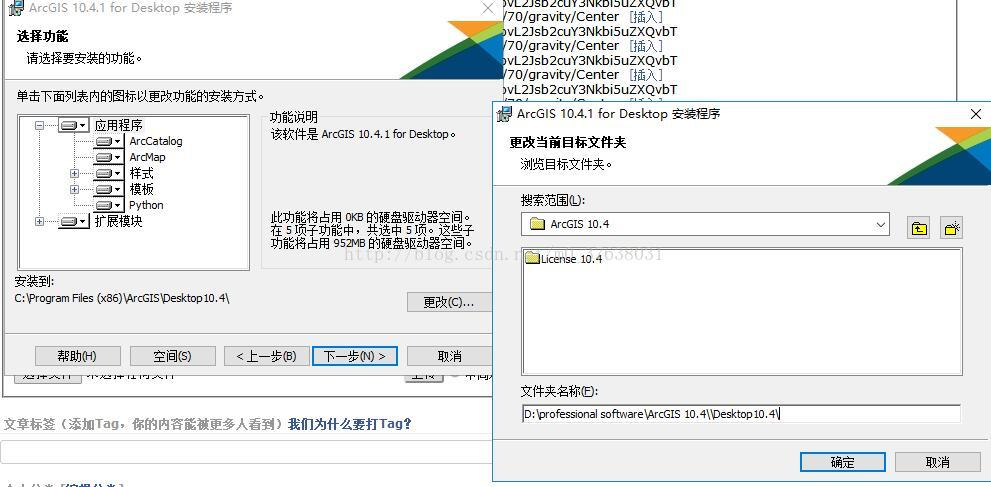 ArcGIS 10.4.1 for Desktop 安装程序
选择功能
请选择要安装的功能。
单击下面列表内的图标以更改功能的安装方式。
应用程序
ArcCatalog
ArcMap
样式
模板
Python
扩展模块
功能说明
该软件是 ArcGIS 10.4.1 for Desktop。
此功能将占用 0KB 的硬盘驱动器空间。
在 5 项子功能中，共选中 5 项。这些子
功能将占用 952MB 的硬盘驱动器空间。
安装到:
C:\Program Files (x86)\ArcGIS\Desktop10.4\
更改(C)...
帮助(H)
空间(S)
< 上一步(B)
下一步(N) >
取消
/70/gravity/Center [插入]
/70/gravity/Center [插入]
/70/gravity/Center [插入]
ArcGIS 10.4.1 for Desktop 安装程序
更改当前目标文件夹
浏览目标文件夹。
搜索范围(L):
ArcGIS 10.4
License 10.4
文件夹名称(F):
D:\professional software\ArcGIS 10.4\\Desktop10.4\
确定
取消
文章标签（添加Tag，你的内容能被更多人看到）我们为什么要打Tag?